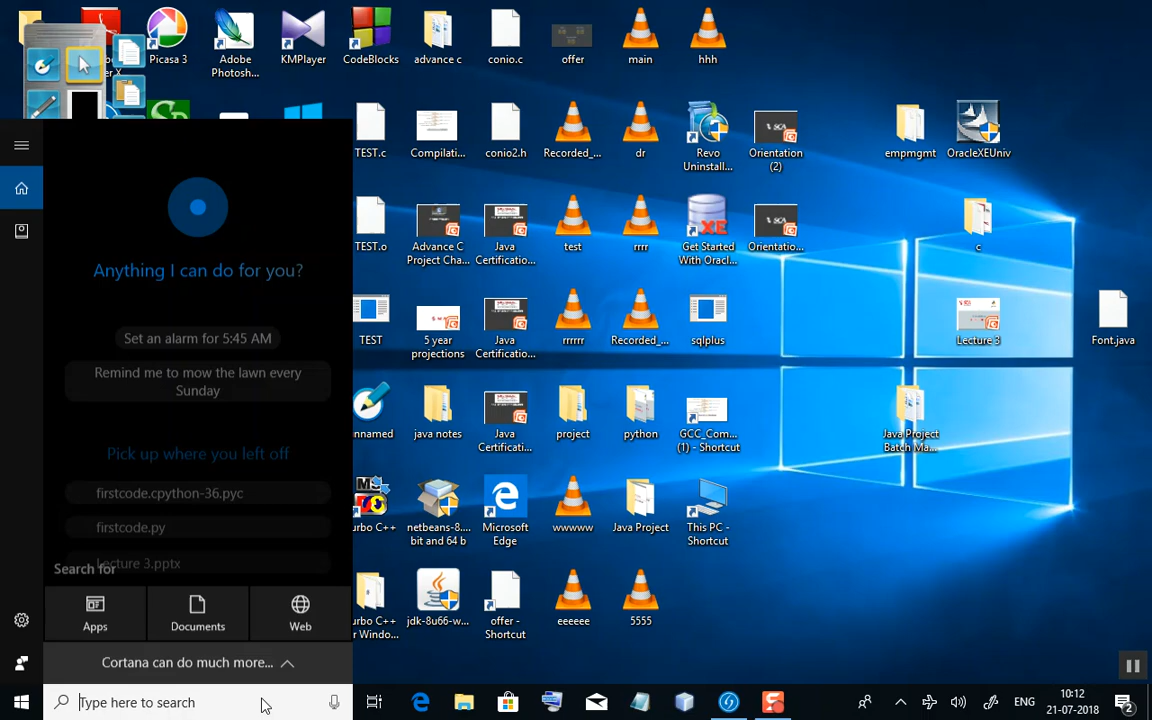 X
Picasa 3
Adobe
Photosh...
KMPlayer
CodeBlocks
advance c
conio.c
offer
main
hhh
TEST.c
Compilati...
conio2.h
Recorded_...
dr
Revo
Uninstall...
Orientation
(2)
empmgmt
OracleXEUniv
TEST.o
Advance C
Project Cha...
Java
Certificatio...
test
rrrr
Get Started
With Oracl...
Orientatio...
c
TEST
5 year
projections
Java
Certificatio...
rrrrrr
Recorded_...
sqlplus
Lecture 3
Font.java
nnamed
java notes
Java
Certificati...
project
python
GCC_Com...
(1) - Shortcut
Java Project
Batch Ma...
urbo C++
netbeans-8....
bit and 64 b
Microsoft
Edge
wwwww
Java Project
This PC -
Shortcut
urbo C++
r Windo...
jdk-8u66-w...
offer -
Shortcut
eeeeee
5555
Anything I can do for you?
Set an alarm for 5:45 AM
Remind me to mow the lawn every
Sunday
Pick up where you left off
firstcode.cpython-36.pyc
firstcode.py
Lecture 3.pptx
Search for
Apps
Documents
Web
Cortana can do much more...
Type here to search
ENG
10:12
21-07-2018
2